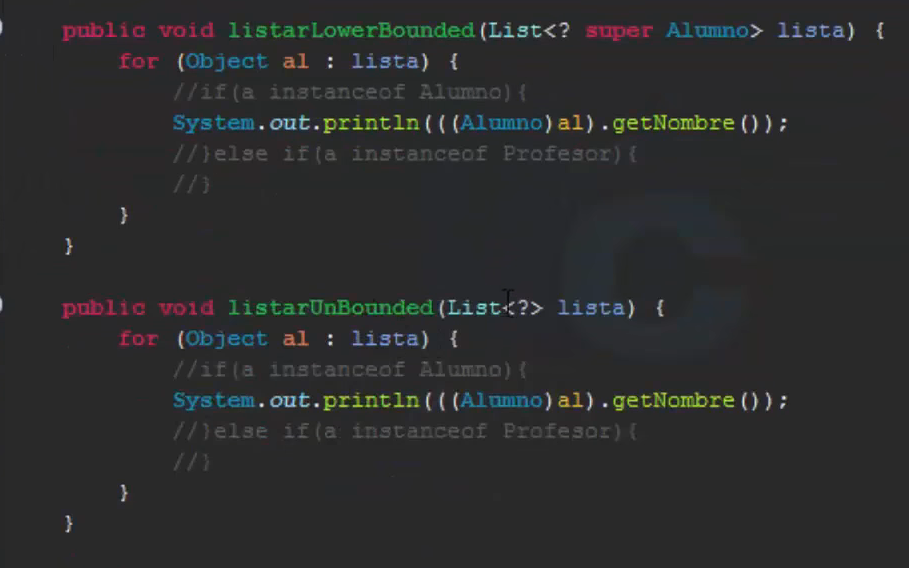 public void listarLowerBounded(List<? super Alumno> lista) {
for (Object al : lista) {
//if(a instanceof Alumno){
System.out.println(((Alumno)al).getNombre());
//}else if(a instanceof Profesor){
//}
}
}
public void listarUnBounded(List<?> lista) {
for (Object al : lista) {
//if(a instanceof Alumno){
System.out.println(((Alumno)al).getNombre());
//}else if(a instanceof Profesor){
//}
}
}